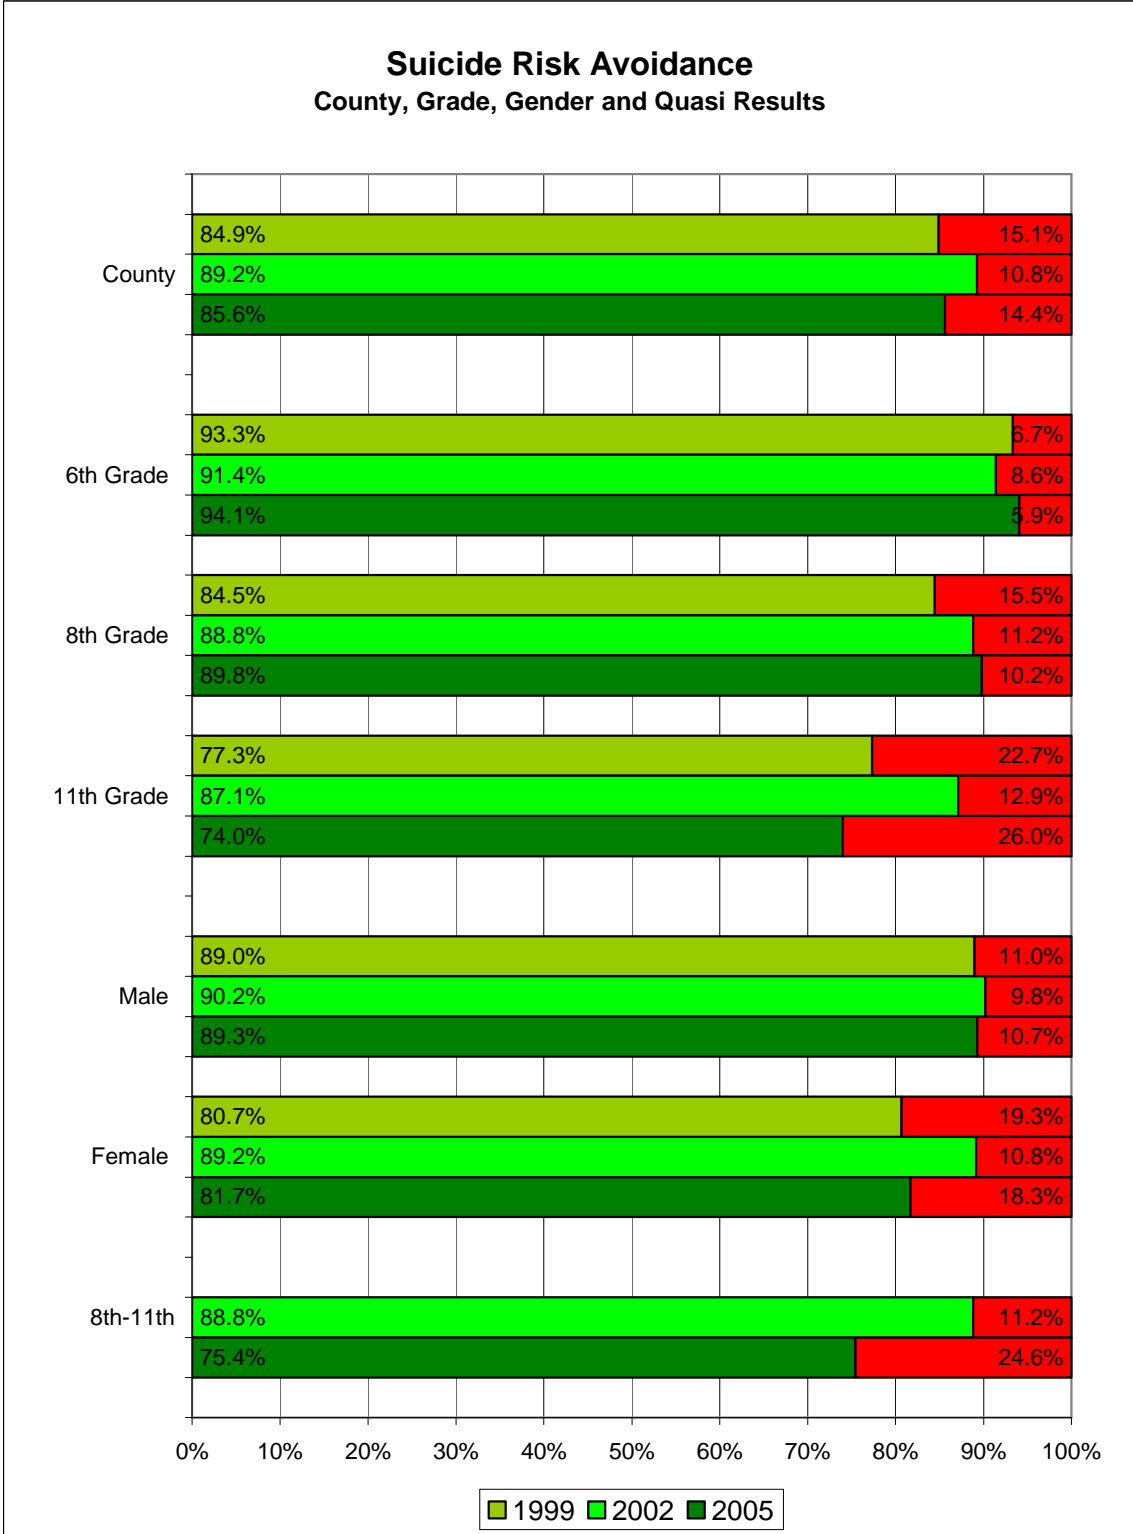 Suicide Risk Avoidance
County, Grade, Gender and Quasi Results
84.9% 15.1%
County 89.2% 10.8%
85.6% 14.4%
93.3% 6.7%
6th Grade 91.4% 8.6%
94.1% 5.9%
84.5% 15.5%
8th Grade 88.8% 11.2%
89.8% 10.2%
77.3% 22.7%
11th Grade 87.1% 12.9%
74.0% 26.0%
89.0% 11.0%
Male 90.2% 9.8%
89.3% 10.7%
80.7% 19.3%
Female 89.2% 10.8%
81.7% 18.3%
8th-11th 88.8% 11.2%
75.4% 24.6%
0% 10% 20% 30% 40% 50% 60% 70% 80% 90% 100%
1999 2002 2005